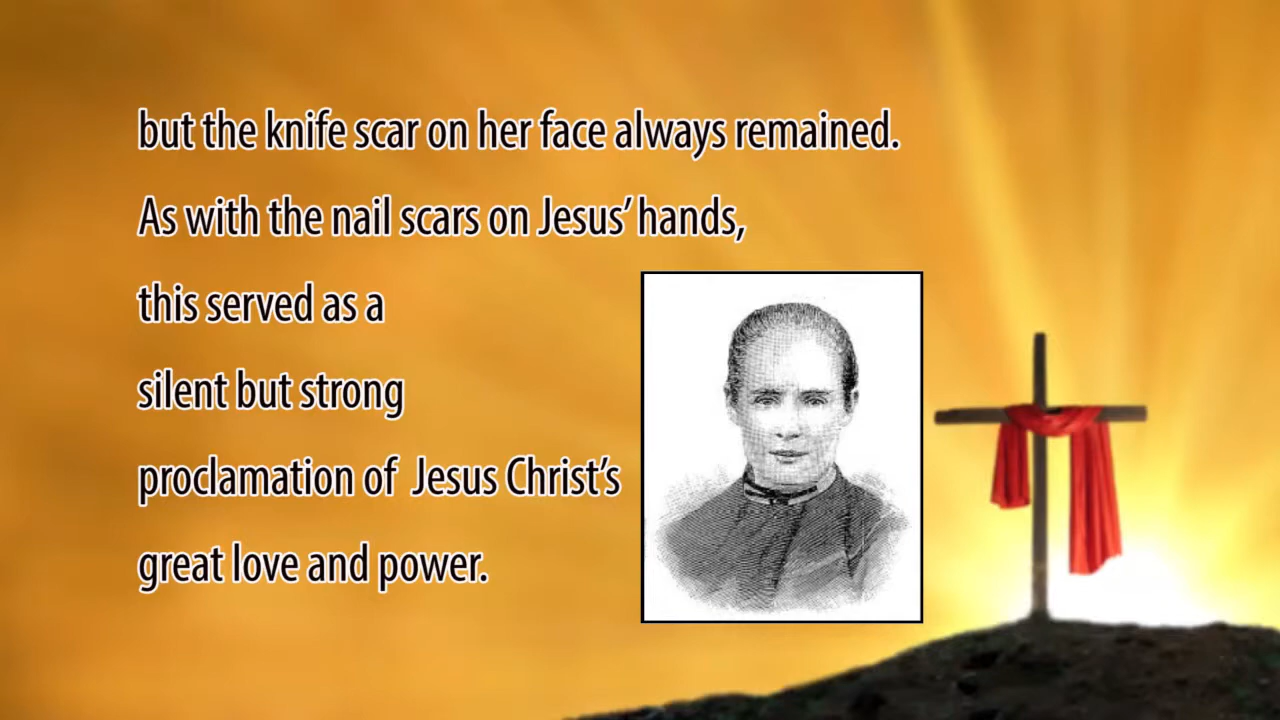 but the knife scar on her face always remained.
As with the nail scars on Jesus’ hands,
this served as a
silent but strong
proclamation of Jesus Christ’s
great love and power.